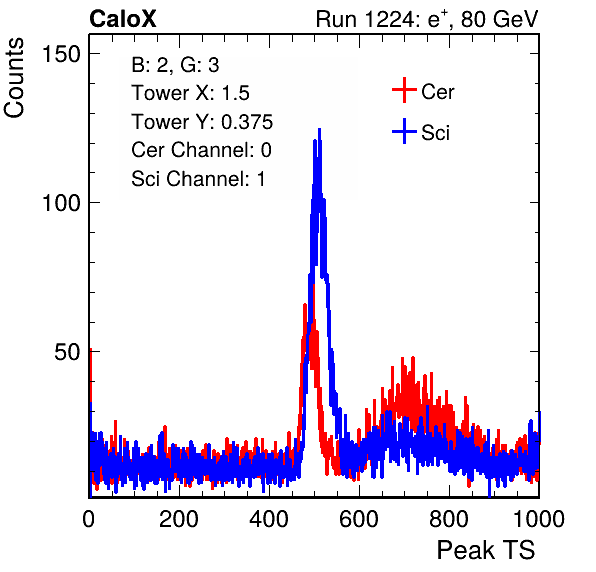 CaloX Run 1224: e⁺, 80 GeV
Counts
150
100
50
B: 2, G: 3
Tower X: 1.5
Tower Y: 0.375
Cer Channel: 0
Sci Channel: 1
Cer
Sci
0 200 400 600 800 1000
Peak TS